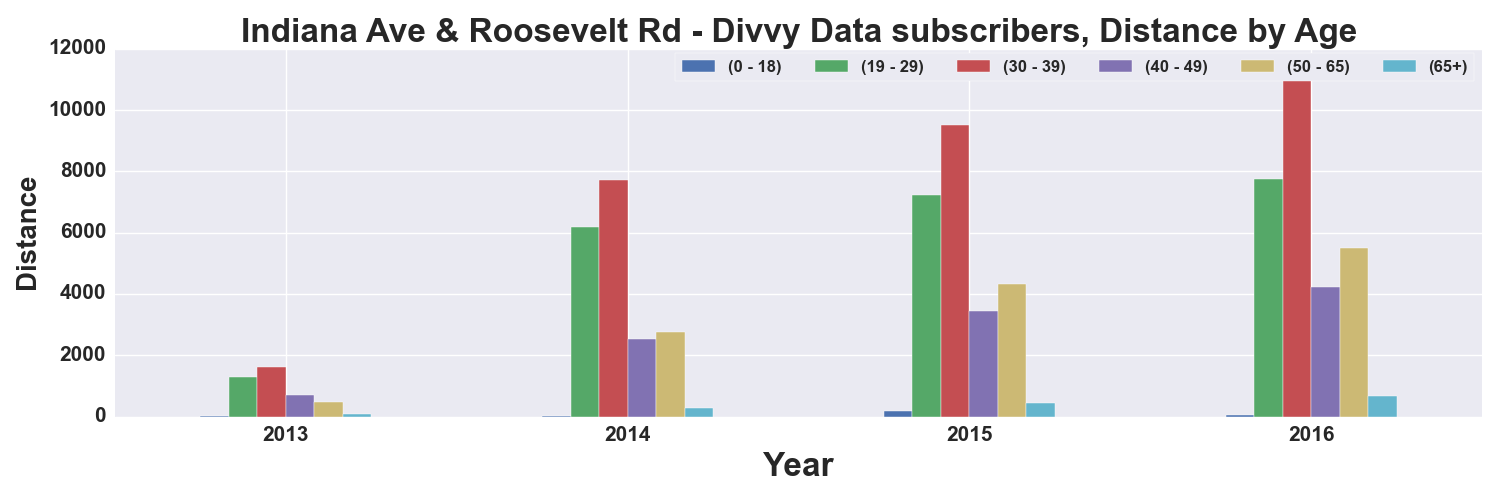 Indiana Ave & Roosevelt Rd - Divvy Data subscribers, Distance by Age
(0 - 18) (19 - 29) (30 - 39) (40 - 49) (50 - 65) (65+)
12000
10000
8000
6000
4000
2000
0
Distance
2013 2014 2015 2016
Year